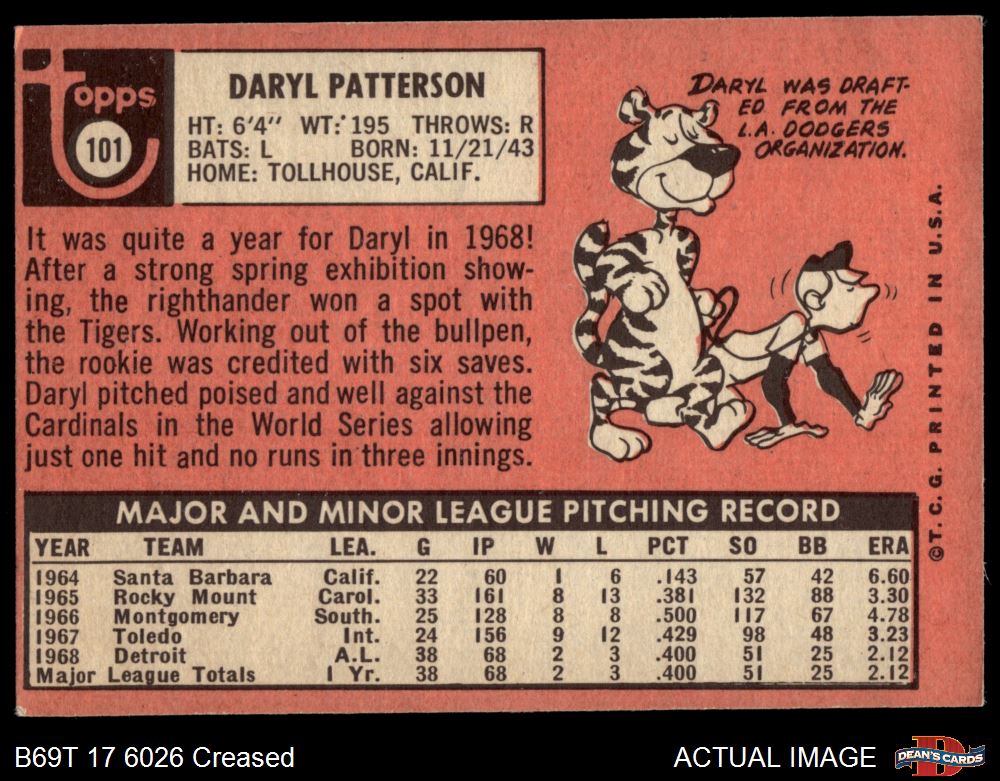 Topps
101
DARYL PATTERSON
HT: 6'4" WT: 195 THROWS: R
BATS: L BORN: 11/21/43
HOME: TOLLHOUSE, CALIF.
DARYL WAS DRAFT-
ED FROM THE
L.A. DODGERS
ORGANIZATION.
It was quite a year for Daryl in 1968!
After a strong spring exhibition show-
ing, the righthander won a spot with
the Tigers. Working out of the bullpen,
the rookie was credited with six saves.
Daryl pitched poised and well against the
Cardinals in the World Series allowing
just one hit and no runs in three innings.
MAJOR AND MINOR LEAGUE PITCHING RECORD
YEAR TEAM LEA. G IP W L PCT SO BB ERA
1964 Santa Barbara Calif. 22 60 1 6 .143 57 42 6.60
1965 Rocky Mount Carol. 33 161 8 13 .381 132 88 3.30
1966 Montgomery South. 25 128 8 8 .500 117 67 4.78
1967 Toledo Int. 24 156 9 12 .429 98 48 3.23
1968 Detroit A.L. 38 68 2 3 .400 51 25 2.12
Major League Totals 1 Yr. 38 68 2 3 .400 51 25 2.12
©T.C.G. PRINTED IN U.S.A.
B69T 17 6026 Creased
ACTUAL IMAGE
DEAN'S CARDS